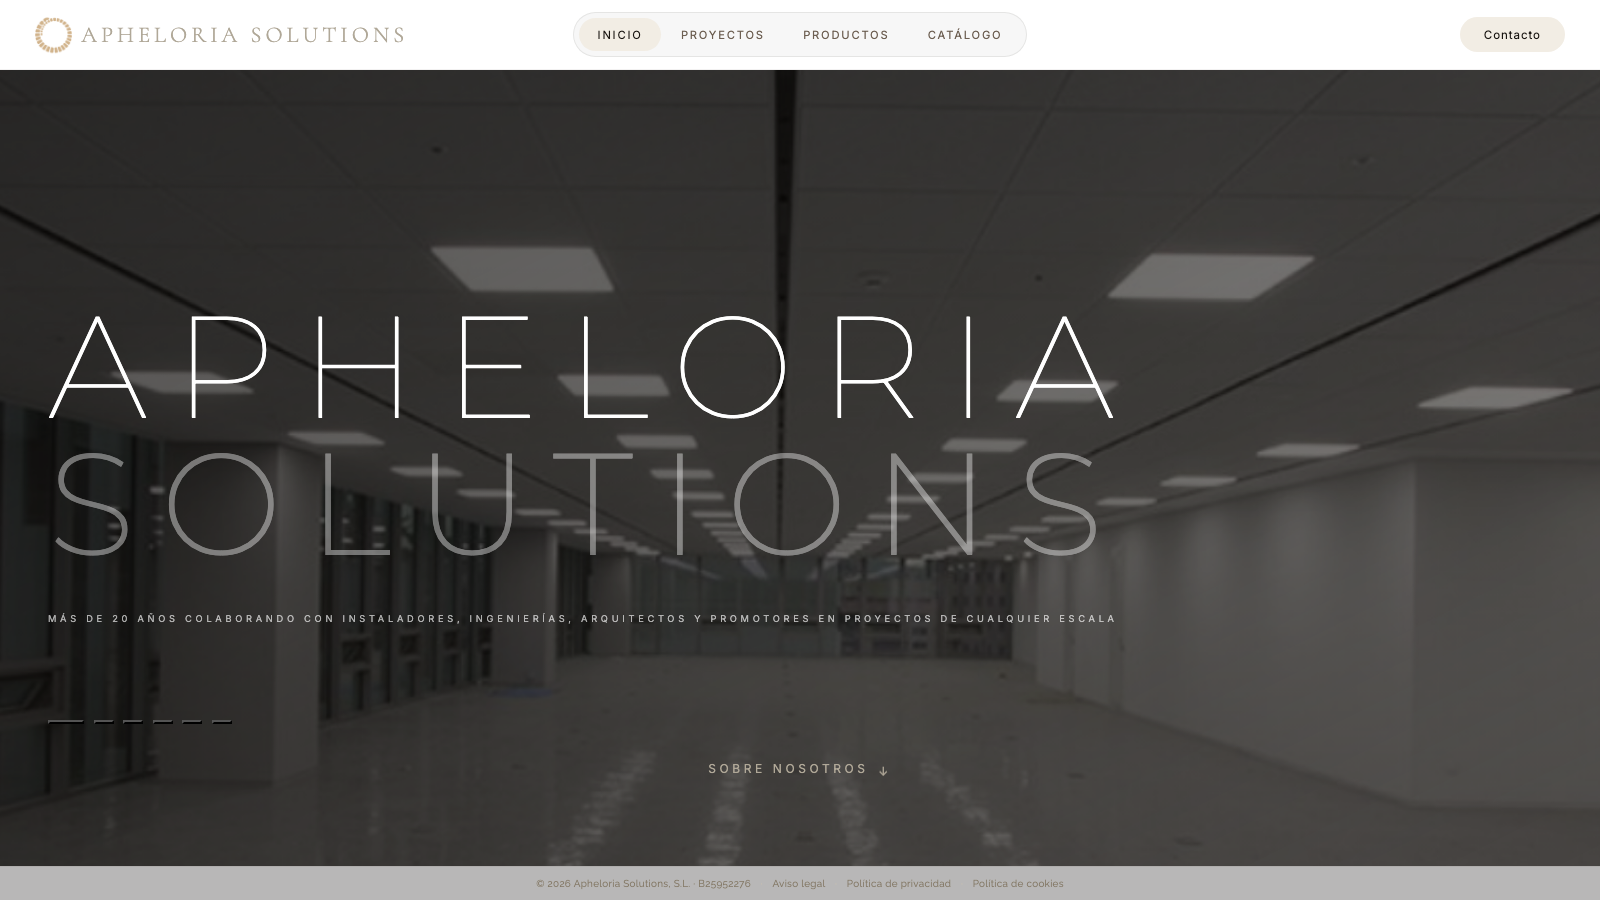 APHELORIA SOLUTIONS
INICIO
PROYECTOS
PRODUCTOS
CATÁLOGO
Contacto
APHELORIA
SOLUTIONS
MÁS DE 20 AÑOS COLABORANDO CON INSTALADORES, INGENIERÍAS, ARQUITECTOS Y PROMOTORES EN PROYECTOS DE CUALQUIER ESCALA
SOBRE NOSOTROS ↓
© 2026 Apheloria Solutions, S.L. · B25952276
Aviso legal
Política de privacidad
Política de cookies